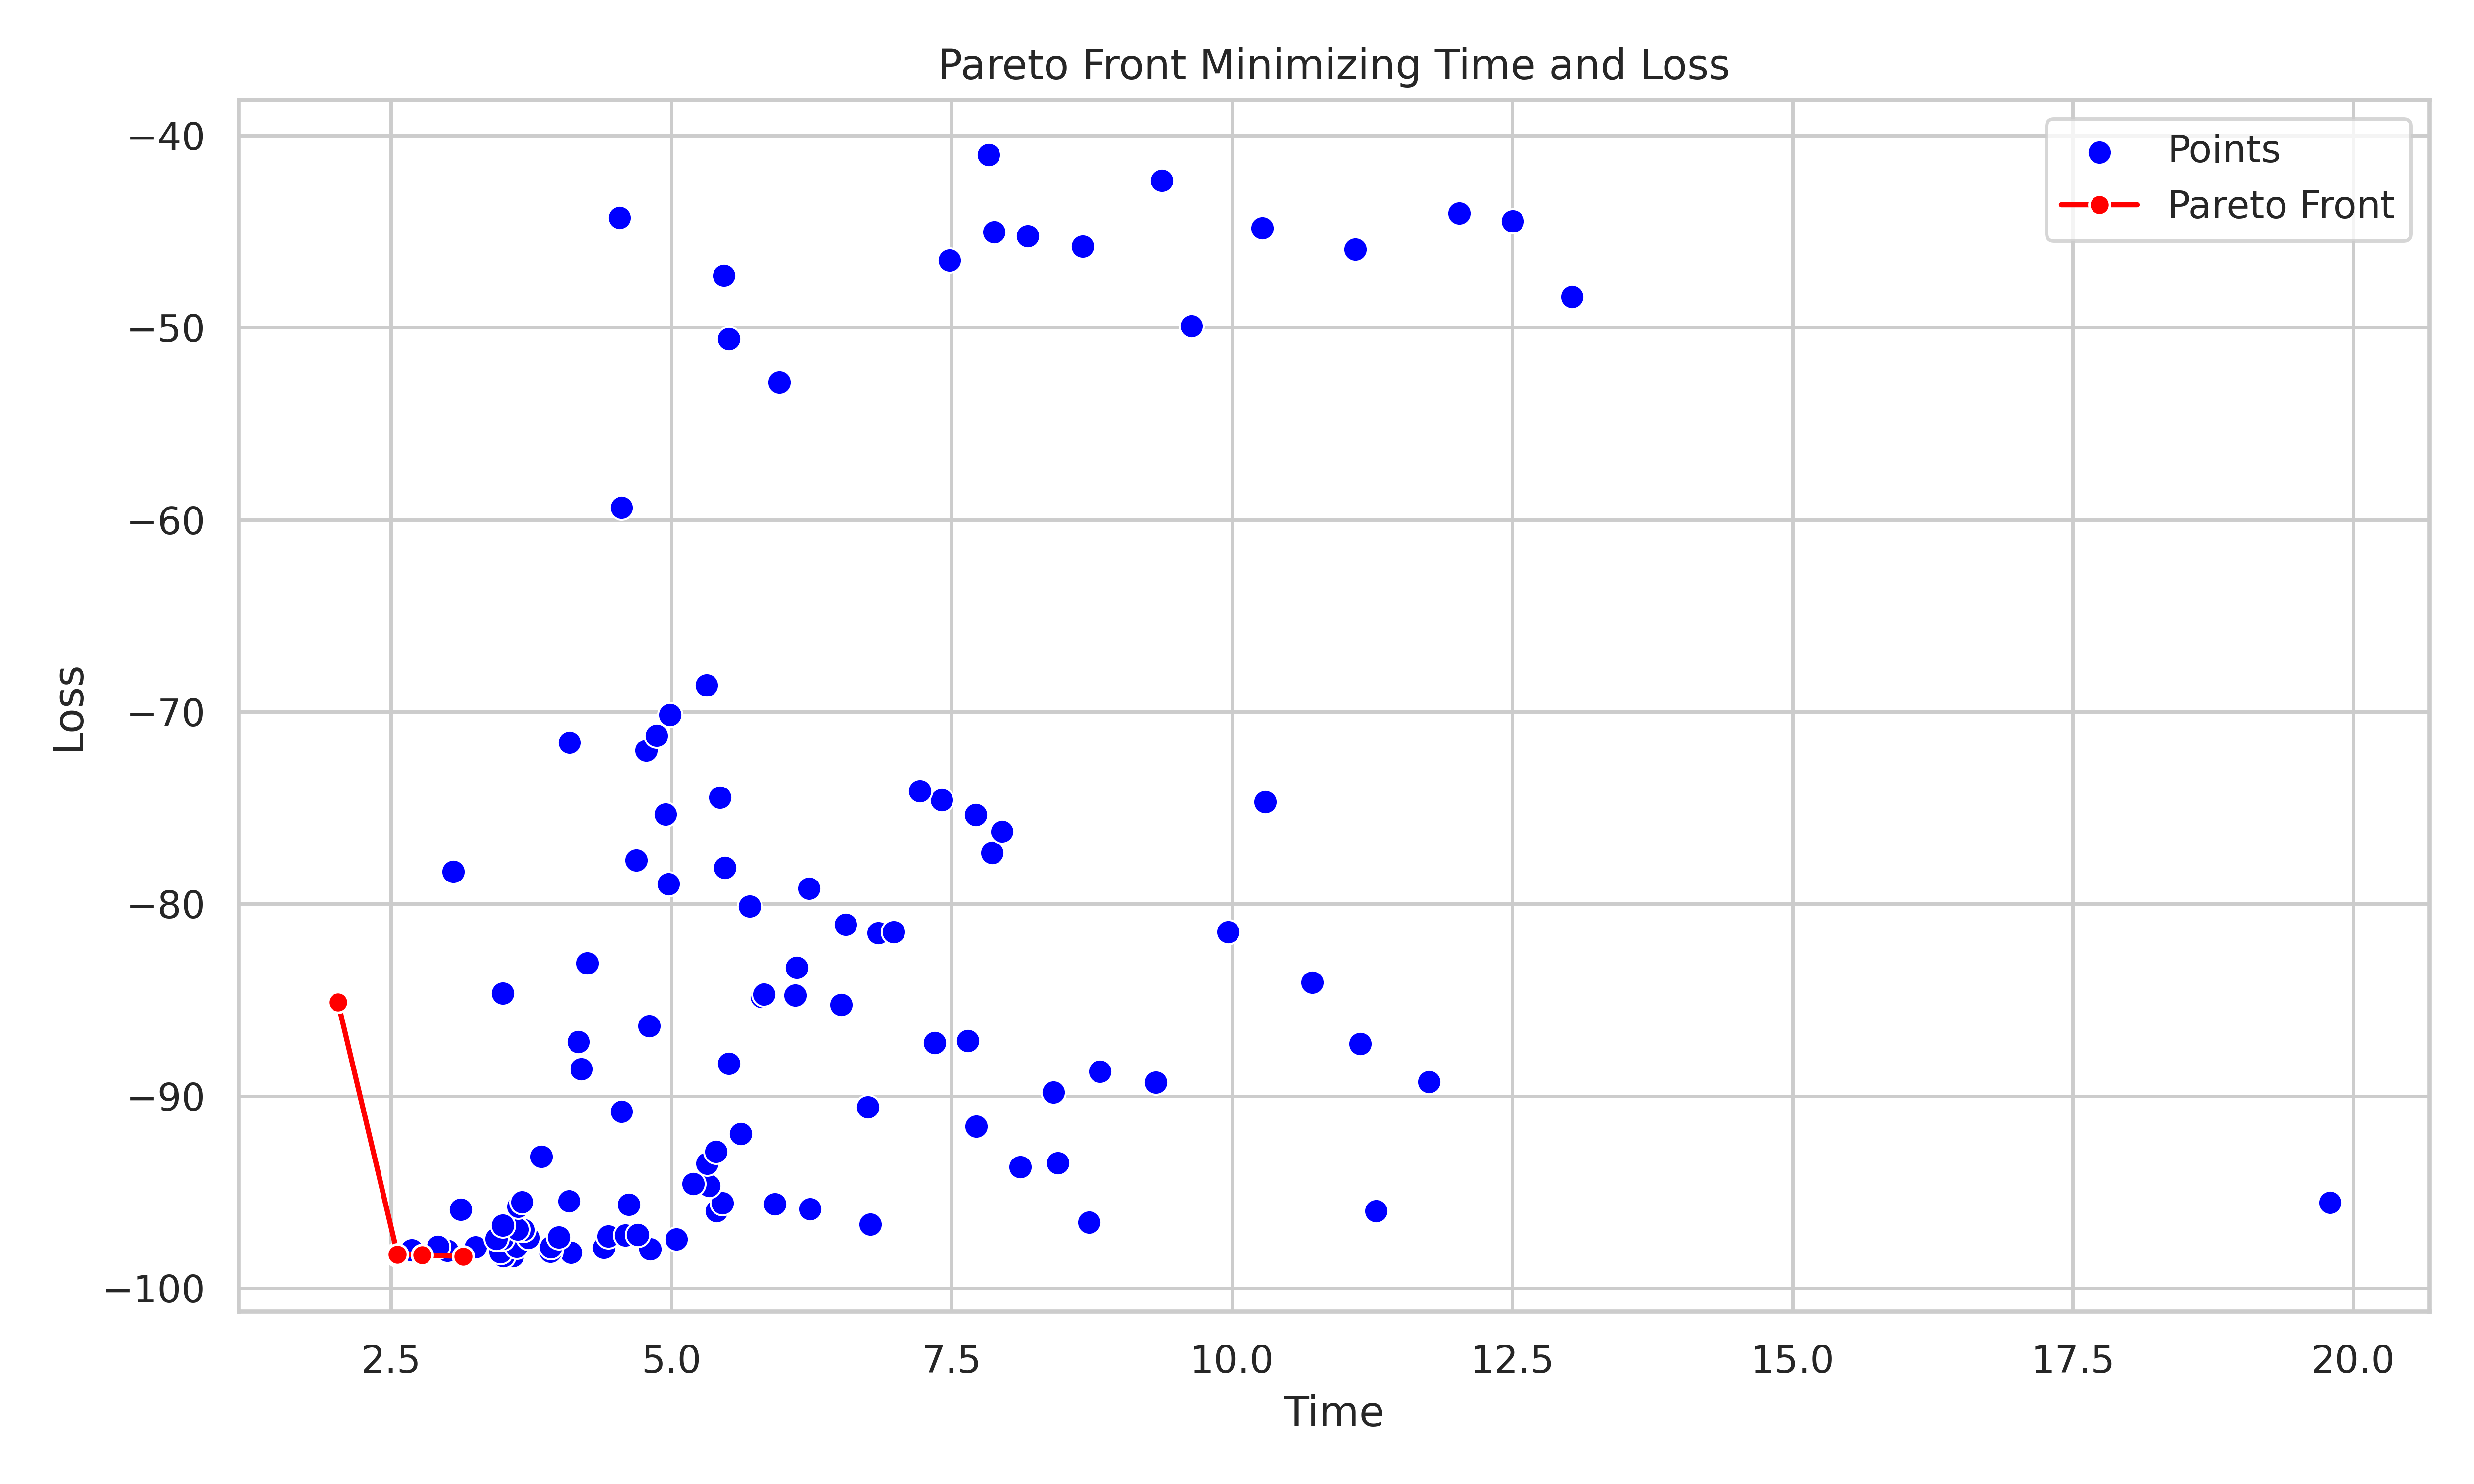 Pareto Front Minimizing Time and Loss
Points
Pareto Front
Loss
−40
−50
−60
−70
−80
−90
−100
2.5 5.0 7.5 10.0 12.5 15.0 17.5 20.0
Time